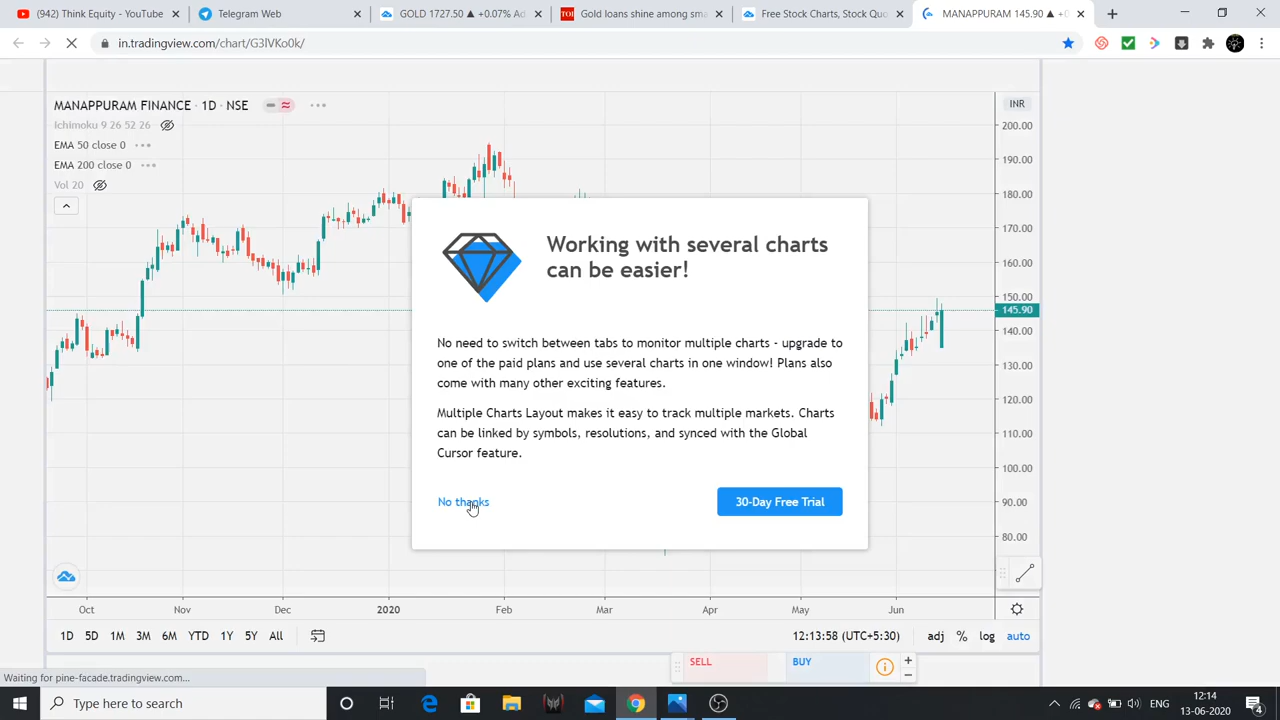 (942) Think Equity - YouTube
Telegram Web
GOLD 1727.50 ▲ +0.07% Ad
Gold loans shine among sm
Free Stock Charts, Stock Quo
MANAPPURAM 145.90 ▲ +0
in.tradingview.com/chart/G3lVKo0k/
MANAPPURAM FINANCE · 1D · NSE
INR
Ichimoku 9 26 52 26
EMA 50 close 0
EMA 200 close 0
Vol 20
200.00
190.00
180.00
170.00
160.00
150.00
145.90
140.00
130.00
120.00
110.00
100.00
90.00
80.00
Working with several charts
can be easier!
No need to switch between tabs to monitor multiple charts - upgrade to
one of the paid plans and use several charts in one window! Plans also
come with many other exciting features.
Multiple Charts Layout makes it easy to track multiple markets. Charts
can be linked by symbols, resolutions, and synced with the Global
Cursor feature.
No thanks
30-Day Free Trial
Oct Nov Dec 2020 Feb Mar Apr May Jun
1D 5D 1M 3M 6M YTD 1Y 5Y All
12:13:58 (UTC+5:30) adj % log auto
SELL BUY
Waiting for pine-facade.tradingview.com...
Type here to search
ENG
12:14
13-06-2020
4